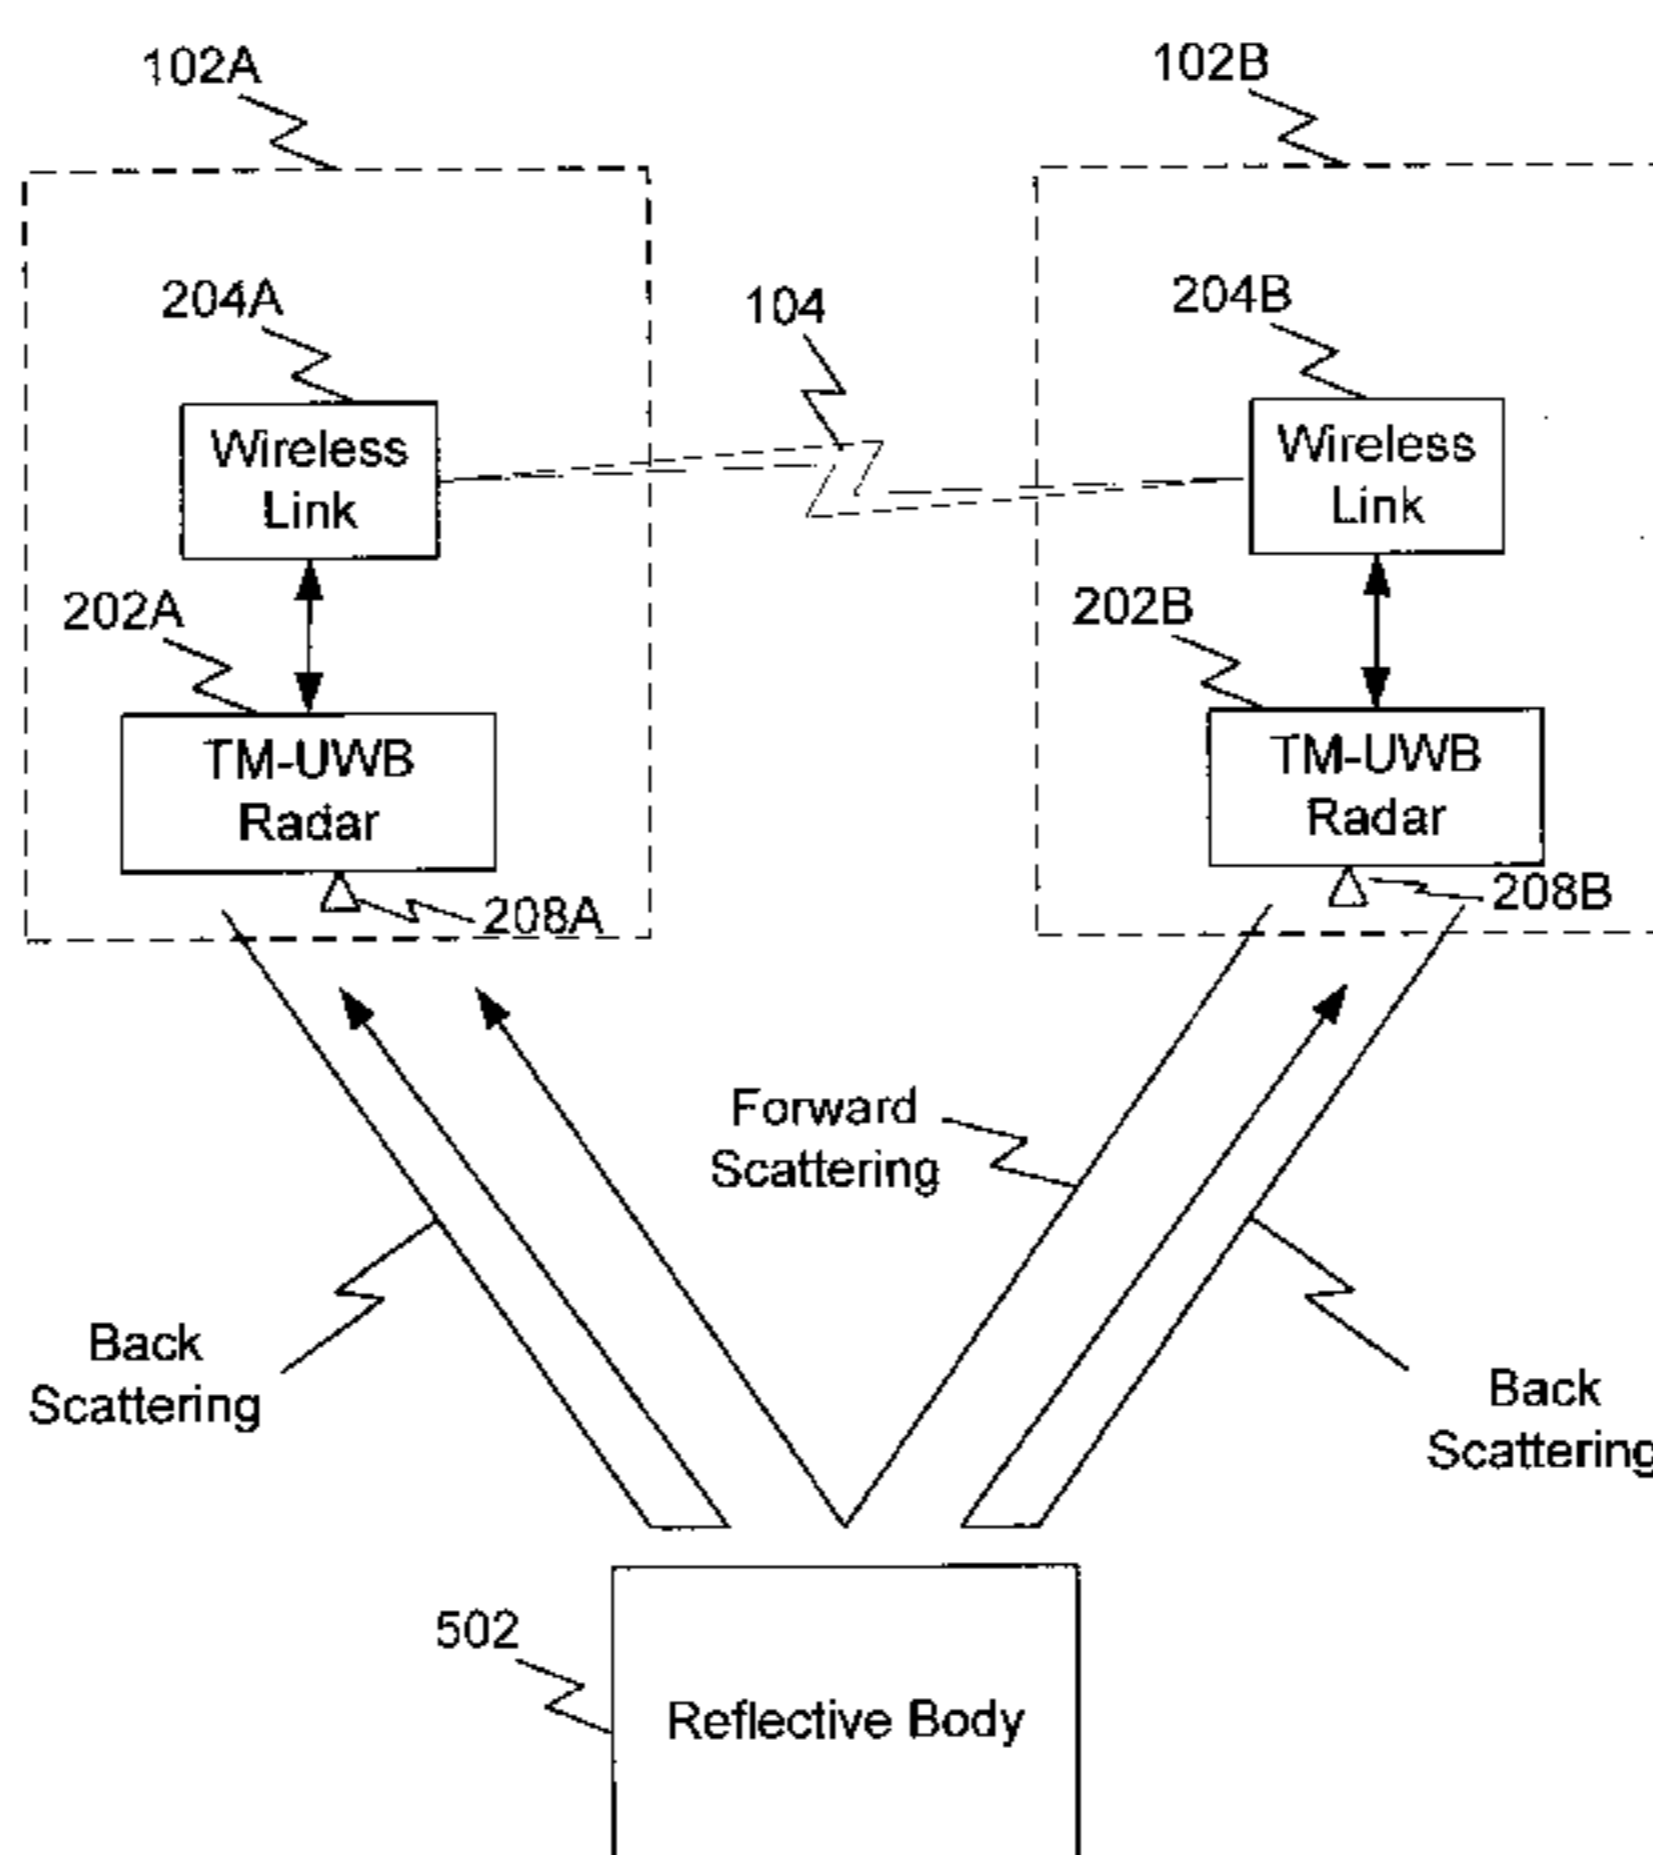 102A
102B
204A
104
204B
Wireless
Link
Wireless
Link
202A
202B
TM-UWB
Radar
TM-UWB
Radar
208A
208B
Forward
Scattering
Back
Scattering
Back
Scattering
502
Reflective Body